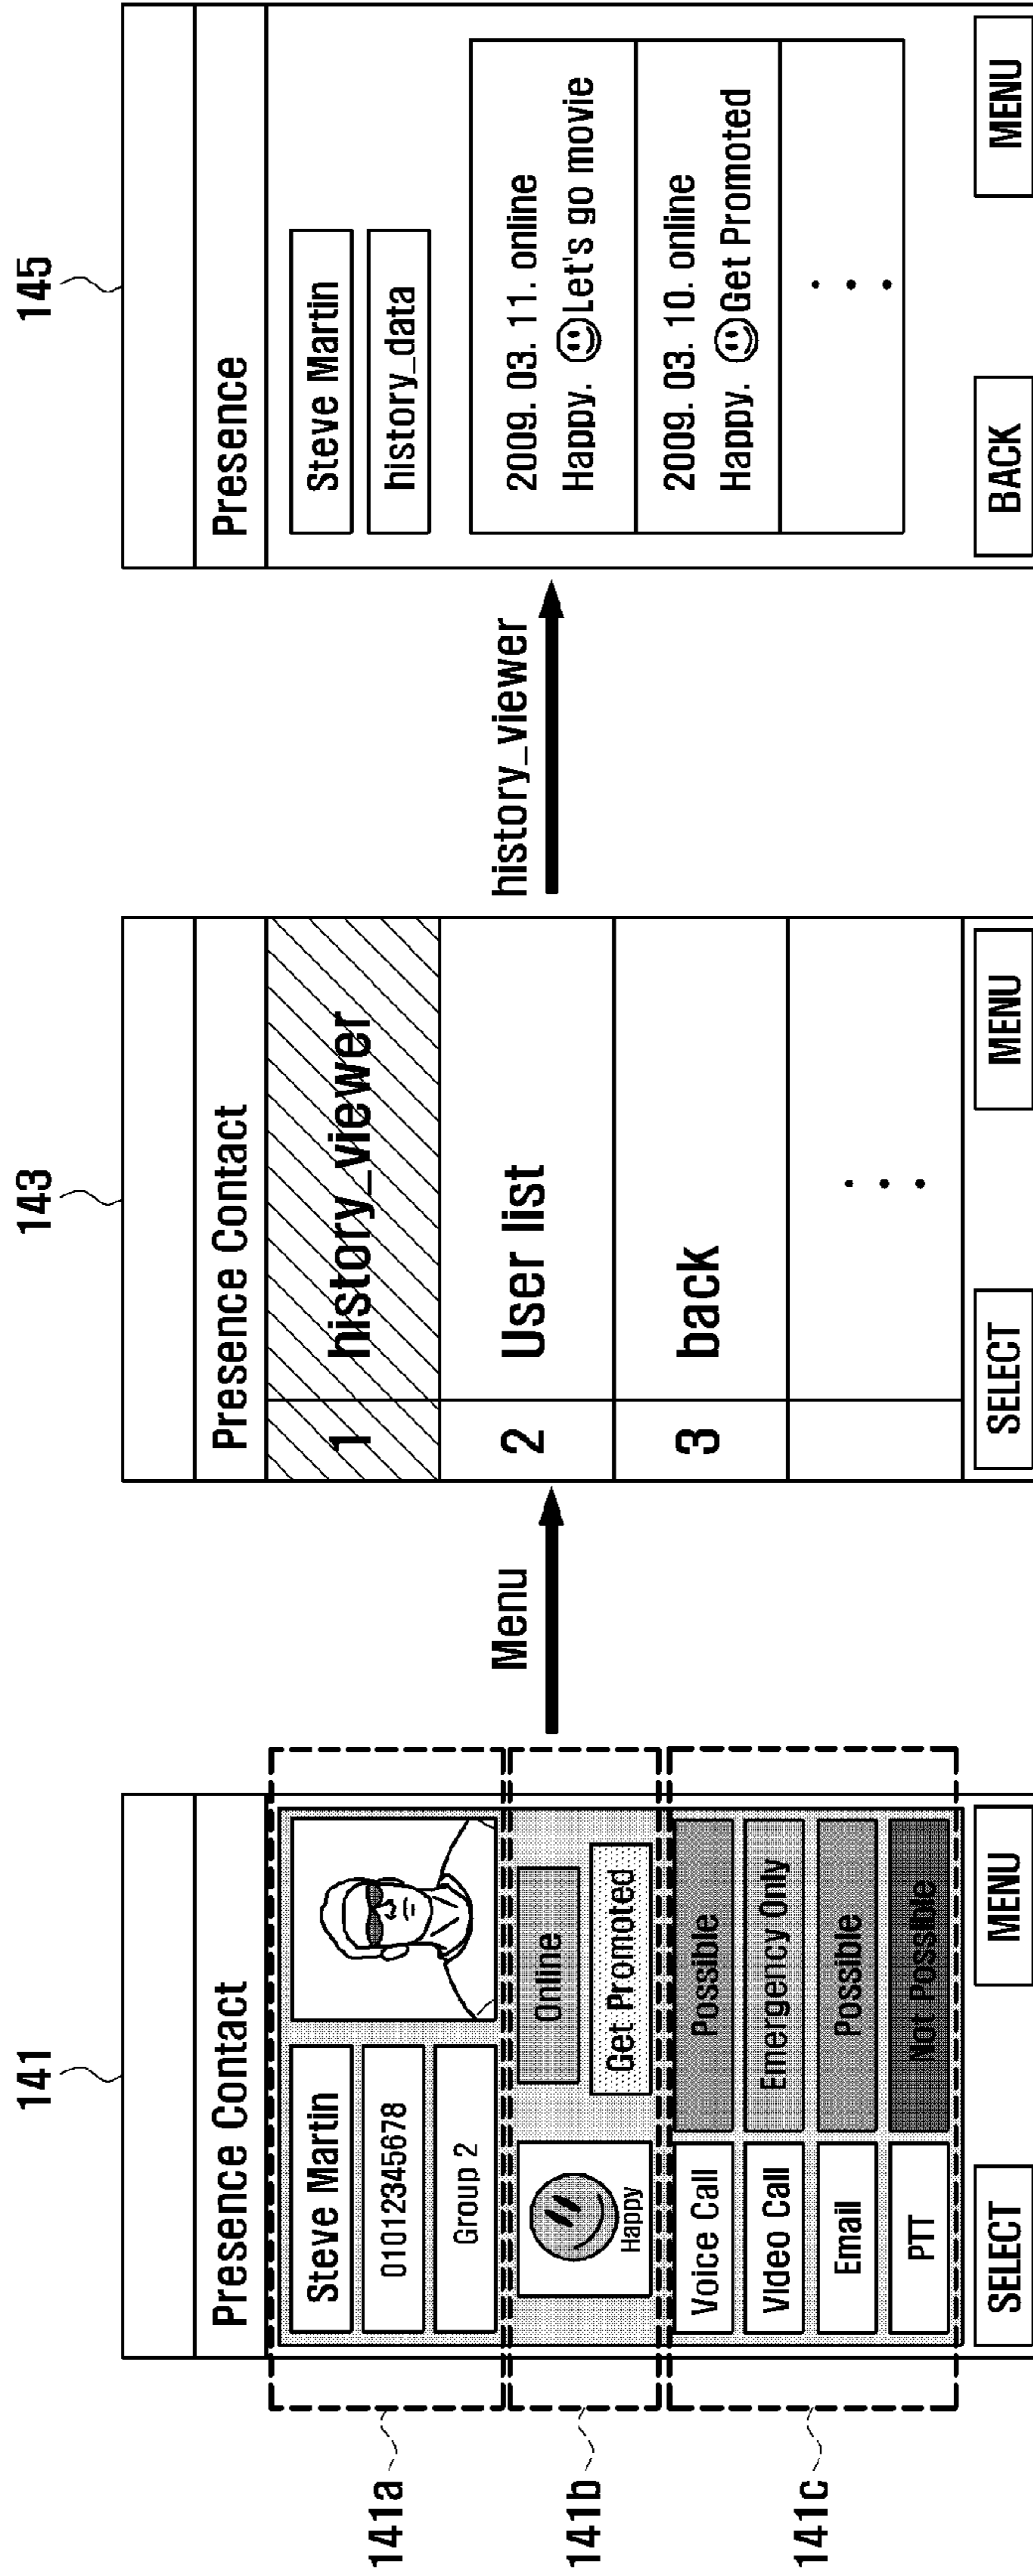 141
Presence Contact
141a
Steve Martin
01012345678
Group 2
141b
Happy
Online
Get Promoted
141c
Voice Call
Possible
VIdeo Call
Emergency Only
Email
Possible
PTT
Not Possible
SELECT
MENU
Menu
143
Presence Contact
1
history_viewer
2
User list
3
back
SELECT
MENU
history_viewer
145
Presence
Steve Martin
history_data
2009. 03. 11. online
Happy. Let's go movie
2009. 03. 10. online
Happy. Get Promoted
BACK
MENU